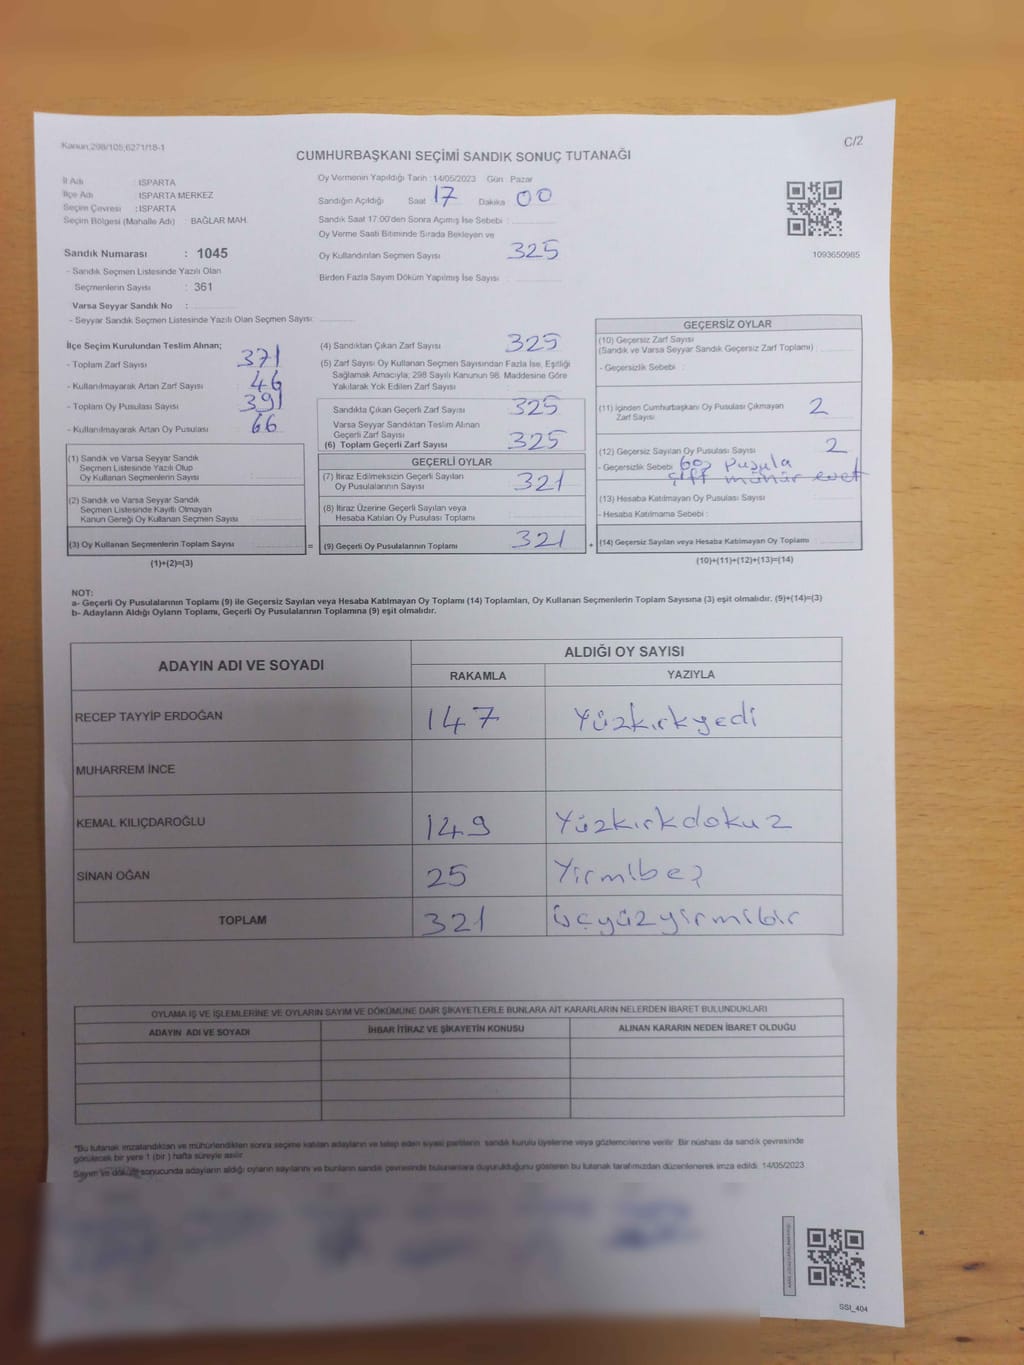 Kanun,298/105,6271/18-1
C/2
CUMHURBAŞKANI SEÇİMİ SANDIK SONUÇ TUTANAĞI
İl Adı : ISPARTA
İlçe Adı : ISPARTA MERKEZ
Seçim Çevresi : ISPARTA
Seçim Bölgesi (Mahalle Adı) : BAĞLAR MAH.
Sandık Numarası : 1045
- Sandık Seçmen Listesinde Yazılı Olan
Seçmenlerin Sayısı : 361
Varsa Seyyar Sandık No :
- Seyyar Sandık Seçmen Listesinde Yazılı Olan Seçmen Sayısı:
Oy Vermenin Yapıldığı Tarih : 14/05/2023 Gün Pazar
Sandığın Açıldığı Saat 17 Dakika 00
Sandık Saat 17:00'den Sonra Açımış İse Sebebi :
Oy Verme Saati Bitiminde Sırada Bekleyen ve
Oy Kullandırılan Seçmen Sayısı 325
Birden Fazla Sayım Döküm Yapılmış İse Sayısı :
1093650985
İlçe Seçim Kurulundan Teslim Alınan;
- Toplam Zarf Sayısı : 371
- Kullanılmayarak Artan Zarf Sayısı : 46
- Toplam Oy Pusulası Sayısı : 391
- Kullanılmayarak Artan Oy Pusulası : 66
(1) Sandık ve Varsa Seyyar Sandık
Seçmen Listesinde Yazılı Olup
Oy Kullanan Seçmenlerin Sayısı
(2) Sandık ve Varsa Seyyar Sandık
Seçmen Listesinde Kayıtlı Olmayan
Kanun Gereği Oy Kullanan Seçmen Sayısı
(3) Oy Kullanan Seçmenlerin Toplam Sayısı
(1)+(2)=(3)
(4) Sandıktan Çıkan Zarf Sayısı 325
(5) Zarf Sayısı Oy Kullanan Seçmen Sayısından Fazla İse, Eşitliği
Sağlamak Amacıyla, 298 Sayılı Kanunun 98. Maddesine Göre
Yakılarak Yok Edilen Zarf Sayısı
Sandıkta Çıkan Geçerli Zarf Sayısı 325
Varsa Seyyar Sandıktan Teslim Alınan
Geçerli Zarf Sayısı
(6) Toplam Geçerli Zarf Sayısı 325
GEÇERLİ OYLAR
(7) İtiraz Edilmeksizin Geçerli Sayılan
Oy Pusulalarının Sayısı 321
(8) İtiraz Üzerine Geçerli Sayılan veya
Hesaba Katılan Oy Pusulası Toplamı
= (9) Geçerli Oy Pusulalarının Toplamı 321
GEÇERSİZ OYLAR
(10) Geçersiz Zarf Sayısı
(Sandık ve Varsa Seyyar Sandık Geçersiz Zarf Toplamı)
- Geçersizlik Sebebi :
(11) İçinden Cumhurbaşkanı Oy Pusulası Çıkmayan
Zarf Sayısı 2
(12) Geçersiz Sayılan Oy Pusulası Sayısı 2
- Geçersizlik Sebebi : boş pusula
çift mühür evet
(13) Hesaba Katılmayan Oy Pusulası Sayısı
- Hesaba Katılmama Sebebi :
+ (14) Geçersiz Sayılan veya Hesaba Katılmayan Oy Toplamı
(10)+(11)+(12)+(13)=(14)
NOT:
a- Geçerli Oy Pusulalarının Toplamı (9) ile Geçersiz Sayılan veya Hesaba Katılmayan Oy Toplamı (14) Toplamları, Oy Kullanan Seçmenlerin Toplam Sayısına (3) eşit olmalıdır. (9)+(14)=(3)
b- Adayların Aldığı Oyların Toplamı, Geçerli Oy Pusulalarının Toplamına (9) eşit olmalıdır.
ADAYIN ADI VE SOYADI ALDIĞI OY SAYISI
RAKAMLA YAZIYLA
RECEP TAYYİP ERDOĞAN 147 Yüzkırkyedi
MUHARREM İNCE
KEMAL KILIÇDAROĞLU 149 Yüzkırkdokuz
SİNAN OĞAN 25 Yirmibeş
TOPLAM 321 üçyüzyirmibir
OYLAMA İŞ VE İŞLEMLERİNE VE OYLARIN SAYIM VE DÖKÜMÜNE DAİR ŞİKAYETLERLE BUNLARA AİT KARARLARIN NELERDEN İBARET BULUNDUKLARI
ADAYIN ADI VE SOYADI İHBAR İTİRAZ VE ŞİKAYETİN KONUSU ALINAN KARARIN NEDEN İBARET OLDUĞU
*Bu tutanak imzalandıktan ve mühürlendikten sonra seçime katılan adayların ve talep eden siyasi partilerin sandık kurulu üyelerine veya gözlemcilerine verilir. Bir nüshası da sandık çevresinde
görülecek bir yere 1 (bir ) hafta süreyle asılır.
Sayım ve döküm sonucunda adayların aldığı oyların sayılarını ve bunların sandık çevresinde bulunanlara duyurulduğunu gösteren bu tutanak tarafımızdan düzenlenerek imza edildi. 14/05/2023
SSI_404